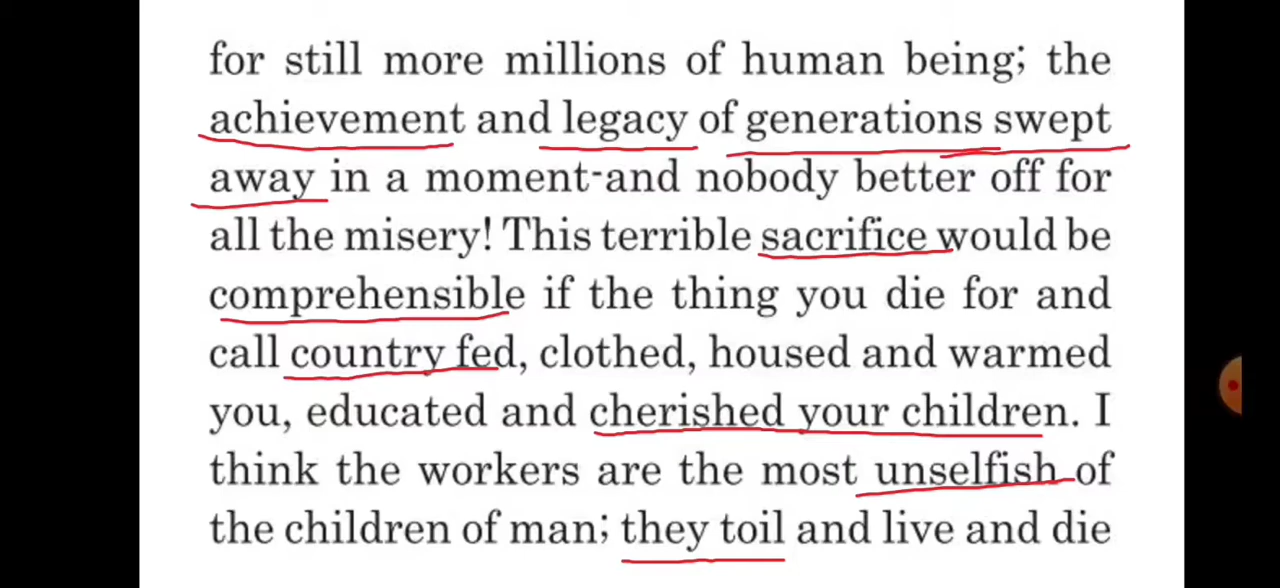 for still more millions of human being; the
achievement and legacy of generations swept
away in a moment-and nobody better off for
all the misery! This terrible sacrifice would be
comprehensible if the thing you die for and
call country fed, clothed, housed and warmed
you, educated and cherished your children. I
think the workers are the most unselfish of
the children of man; they toil and live and die